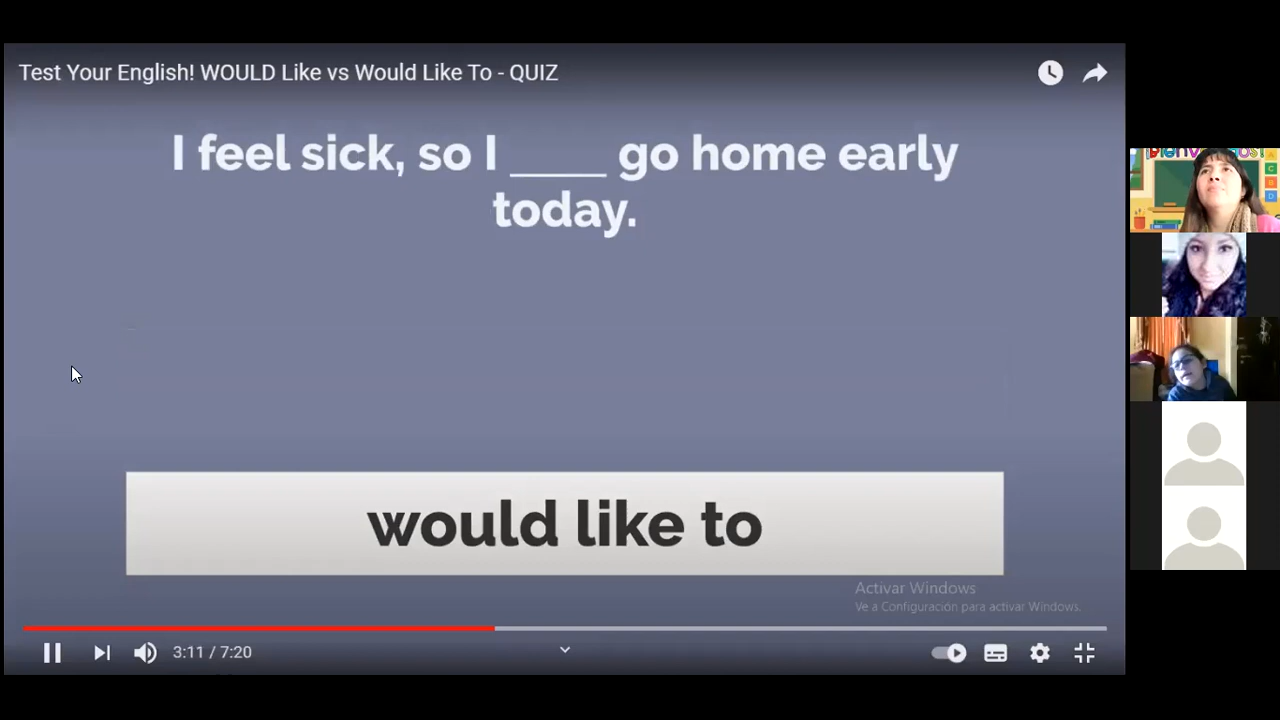 Test Your English! WOULD Like vs Would Like To - QUIZ
I feel sick, so I ____ go home early
today.
would like to
Activar Windows
Ve a Configuración para activar Windows.
3:11 / 7:20